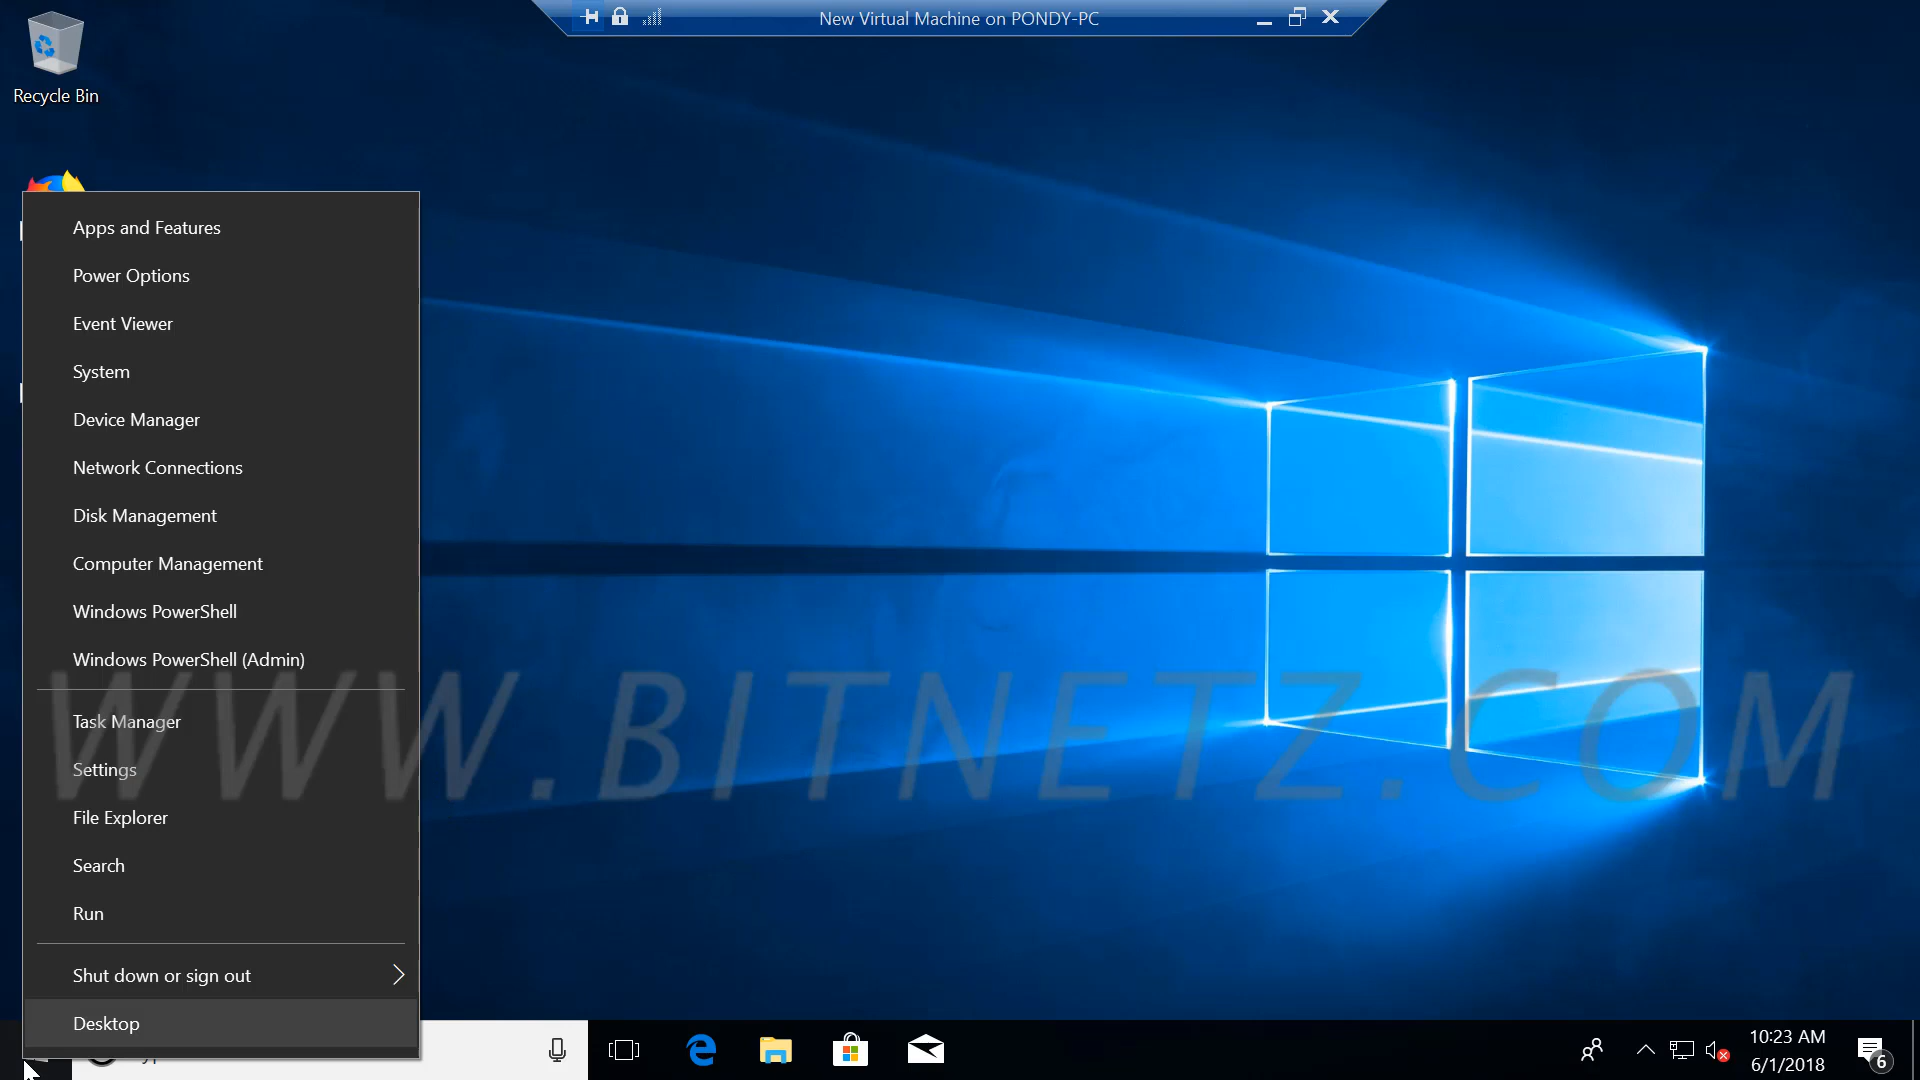 New Virtual Machine on PONDY-PC
Recycle Bin
Apps and Features
Power Options
Event Viewer
System
Device Manager
Network Connections
Disk Management
Computer Management
Windows PowerShell
Windows PowerShell (Admin)
Task Manager
Settings
File Explorer
Search
Run
Shut down or sign out
Desktop
WWW.BITNETZ.COM
10:23 AM
6/1/2018
6